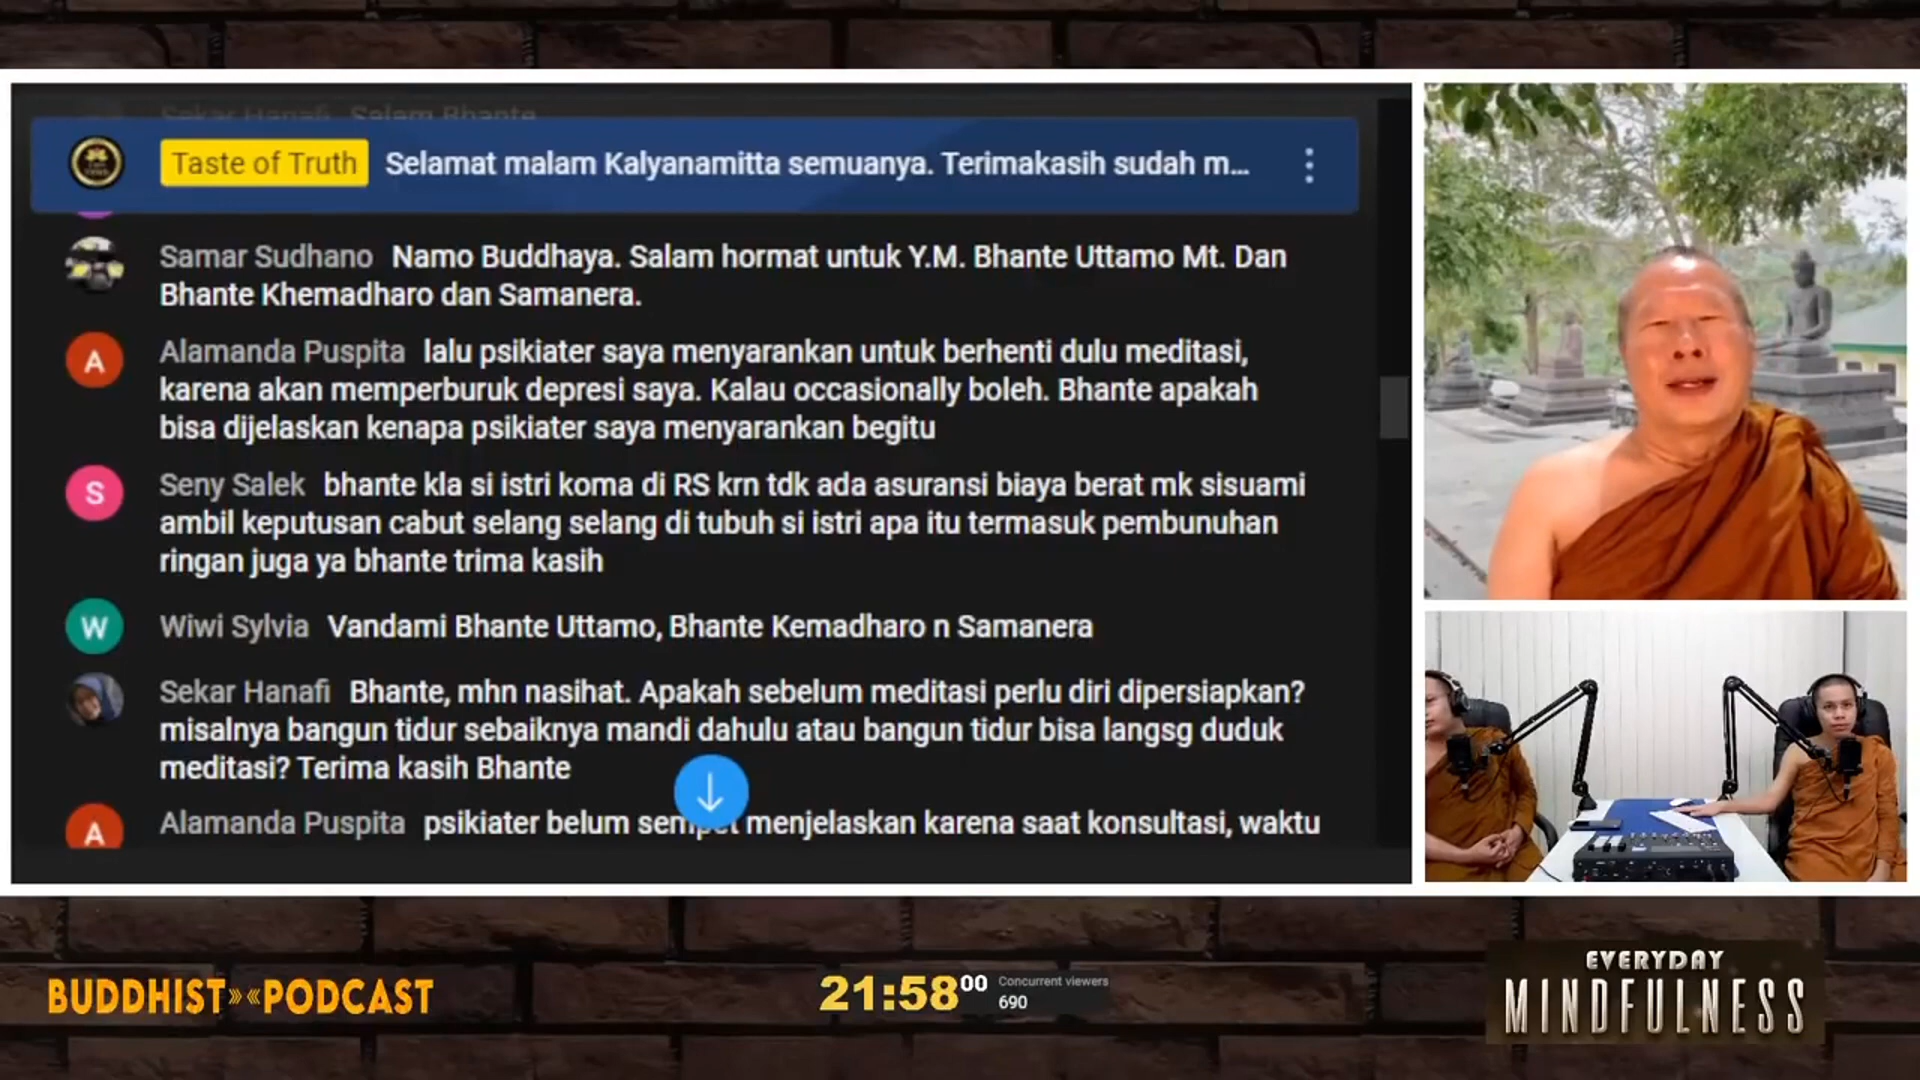 Sekar Hanafi Salam Bhante
Taste of Truth Selamat malam Kalyanamitta semuanya. Terimakasih sudah m...
Samar Sudhano Namo Buddhaya. Salam hormat untuk Y.M. Bhante Uttamo Mt. Dan
Bhante Khemadharo dan Samanera.
A
Alamanda Puspita lalu psikiater saya menyarankan untuk berhenti dulu meditasi,
karena akan memperburuk depresi saya. Kalau occasionally boleh. Bhante apakah
bisa dijelaskan kenapa psikiater saya menyarankan begitu
S
Seny Salek bhante kla si istri koma di RS krn tdk ada asuransi biaya berat mk sisuami
ambil keputusan cabut selang selang di tubuh si istri apa itu termasuk pembunuhan
ringan juga ya bhante trima kasih
W
Wiwi Sylvia Vandami Bhante Uttamo, Bhante Kemadharo n Samanera
Sekar Hanafi Bhante, mhn nasihat. Apakah sebelum meditasi perlu diri dipersiapkan?
misalnya bangun tidur sebaiknya mandi dahulu atau bangun tidur bisa langsg duduk
meditasi? Terima kasih Bhante
A
Alamanda Puspita psikiater belum sempet menjelaskan karena saat konsultasi, waktu
BUDDHIST»«PODCAST
21:58 00
Concurrent viewers
690
EVERYDAY
MINDFULNESS